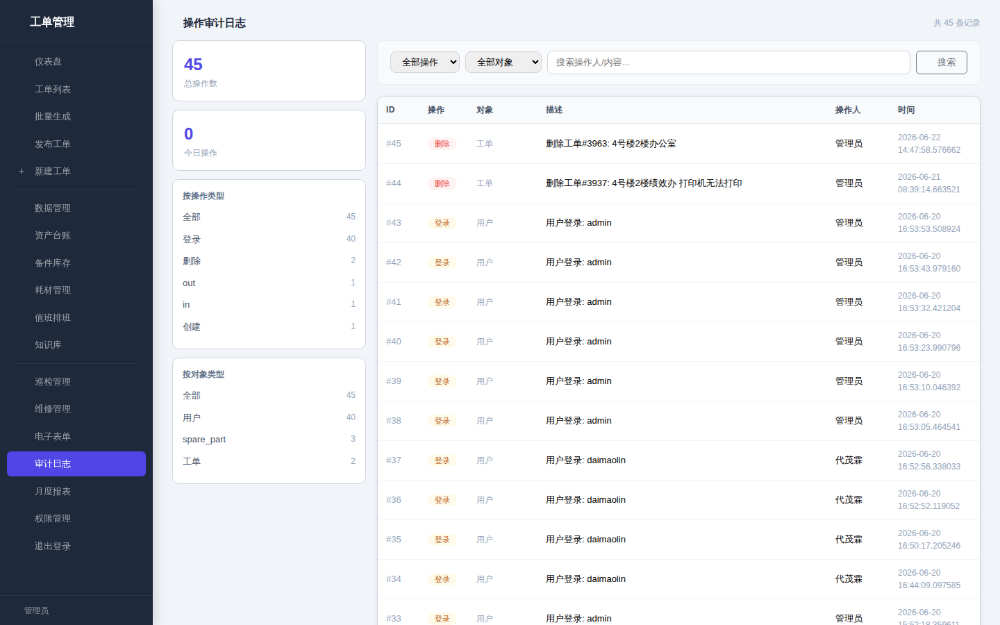 工单管理
仪表盘
工单列表
批量生成
发布工单
+ 新建工单
数据管理
资产台账
备件库存
耗材管理
值班排班
知识库
巡检管理
维修管理
电子表单
审计日志
月度报表
权限管理
退出登录
管理员
操作审计日志
共 45 条记录
45
总操作数
0
今日操作
按操作类型
全部 45
登录 40
删除 2
out 1
in 1
创建 1
按对象类型
全部 45
用户 40
spare_part 3
工单 2
全部操作 全部对象 搜索操作人/内容... 搜索
ID 操作 对象 描述 操作人 时间
#45 删除 工单 删除工单#3963: 4号楼2楼办公室 管理员 2026-06-22
14:47:58.576662
#44 删除 工单 删除工单#3937: 4号楼2楼绩效办 打印机无法打印 管理员 2026-06-21
08:39:14.663521
#43 登录 用户 用户登录: admin 管理员 2026-06-20
16:53:53.508924
#42 登录 用户 用户登录: admin 管理员 2026-06-20
16:53:43.979160
#41 登录 用户 用户登录: admin 管理员 2026-06-20
16:53:32.421204
#40 登录 用户 用户登录: admin 管理员 2026-06-20
16:53:23.990796
#39 登录 用户 用户登录: admin 管理员 2026-06-20
16:53:10.046392
#38 登录 用户 用户登录: admin 管理员 2026-06-20
16:53:05.464541
#37 登录 用户 用户登录: daimaolin 代茂霖 2026-06-20
16:52:56.338033
#36 登录 用户 用户登录: daimaolin 代茂霖 2026-06-20
16:52:52.119052
#35 登录 用户 用户登录: daimaolin 代茂霖 2026-06-20
16:50:17.205246
#34 登录 用户 用户登录: daimaolin 代茂霖 2026-06-20
16:44:09.097585
#33 登录 用户 用户登录: admin 管理员 2026-06-20
15:52:18.359611